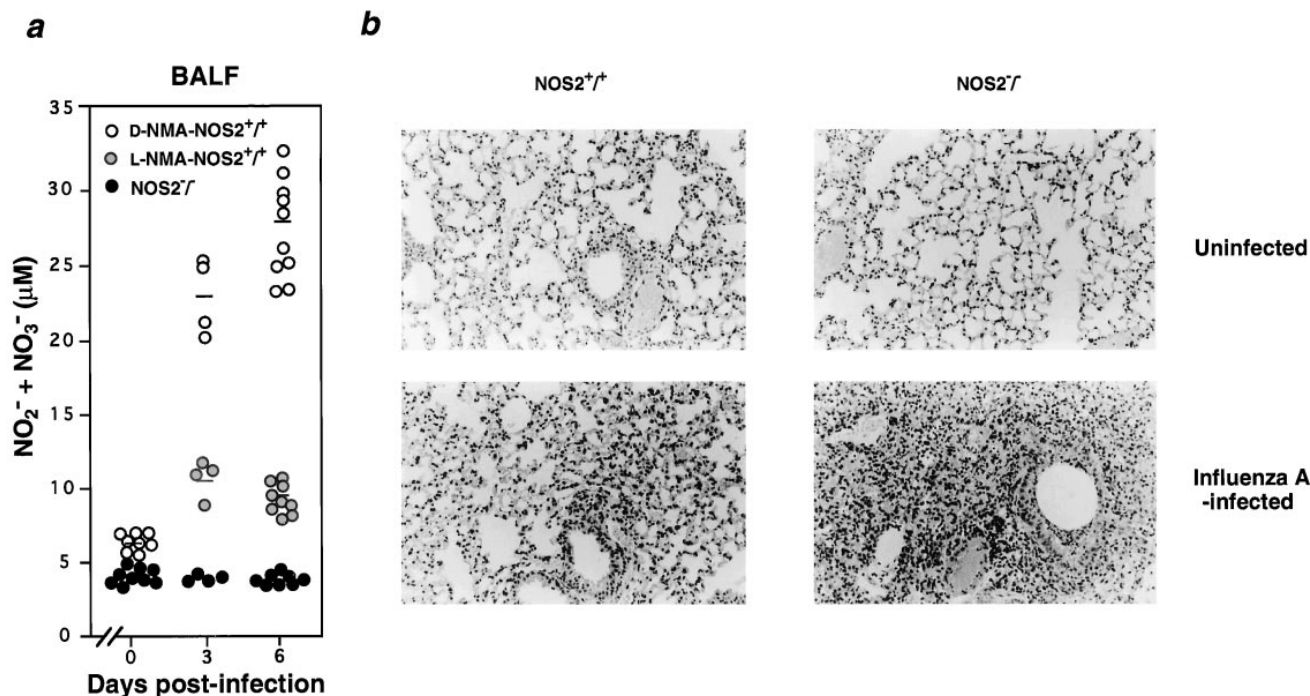 a
BALF
35
30
25
20
15
10
5
0
NO₂⁻ + NO₃⁻ (μM)
D-NMA-NOS2⁺/⁺
L-NMA-NOS2⁺/⁺
NOS2⁻/⁻
0 3 6
Days post-infection
b
NOS2⁺/⁺ NOS2⁻/⁻
Uninfected
Influenza A
-infected